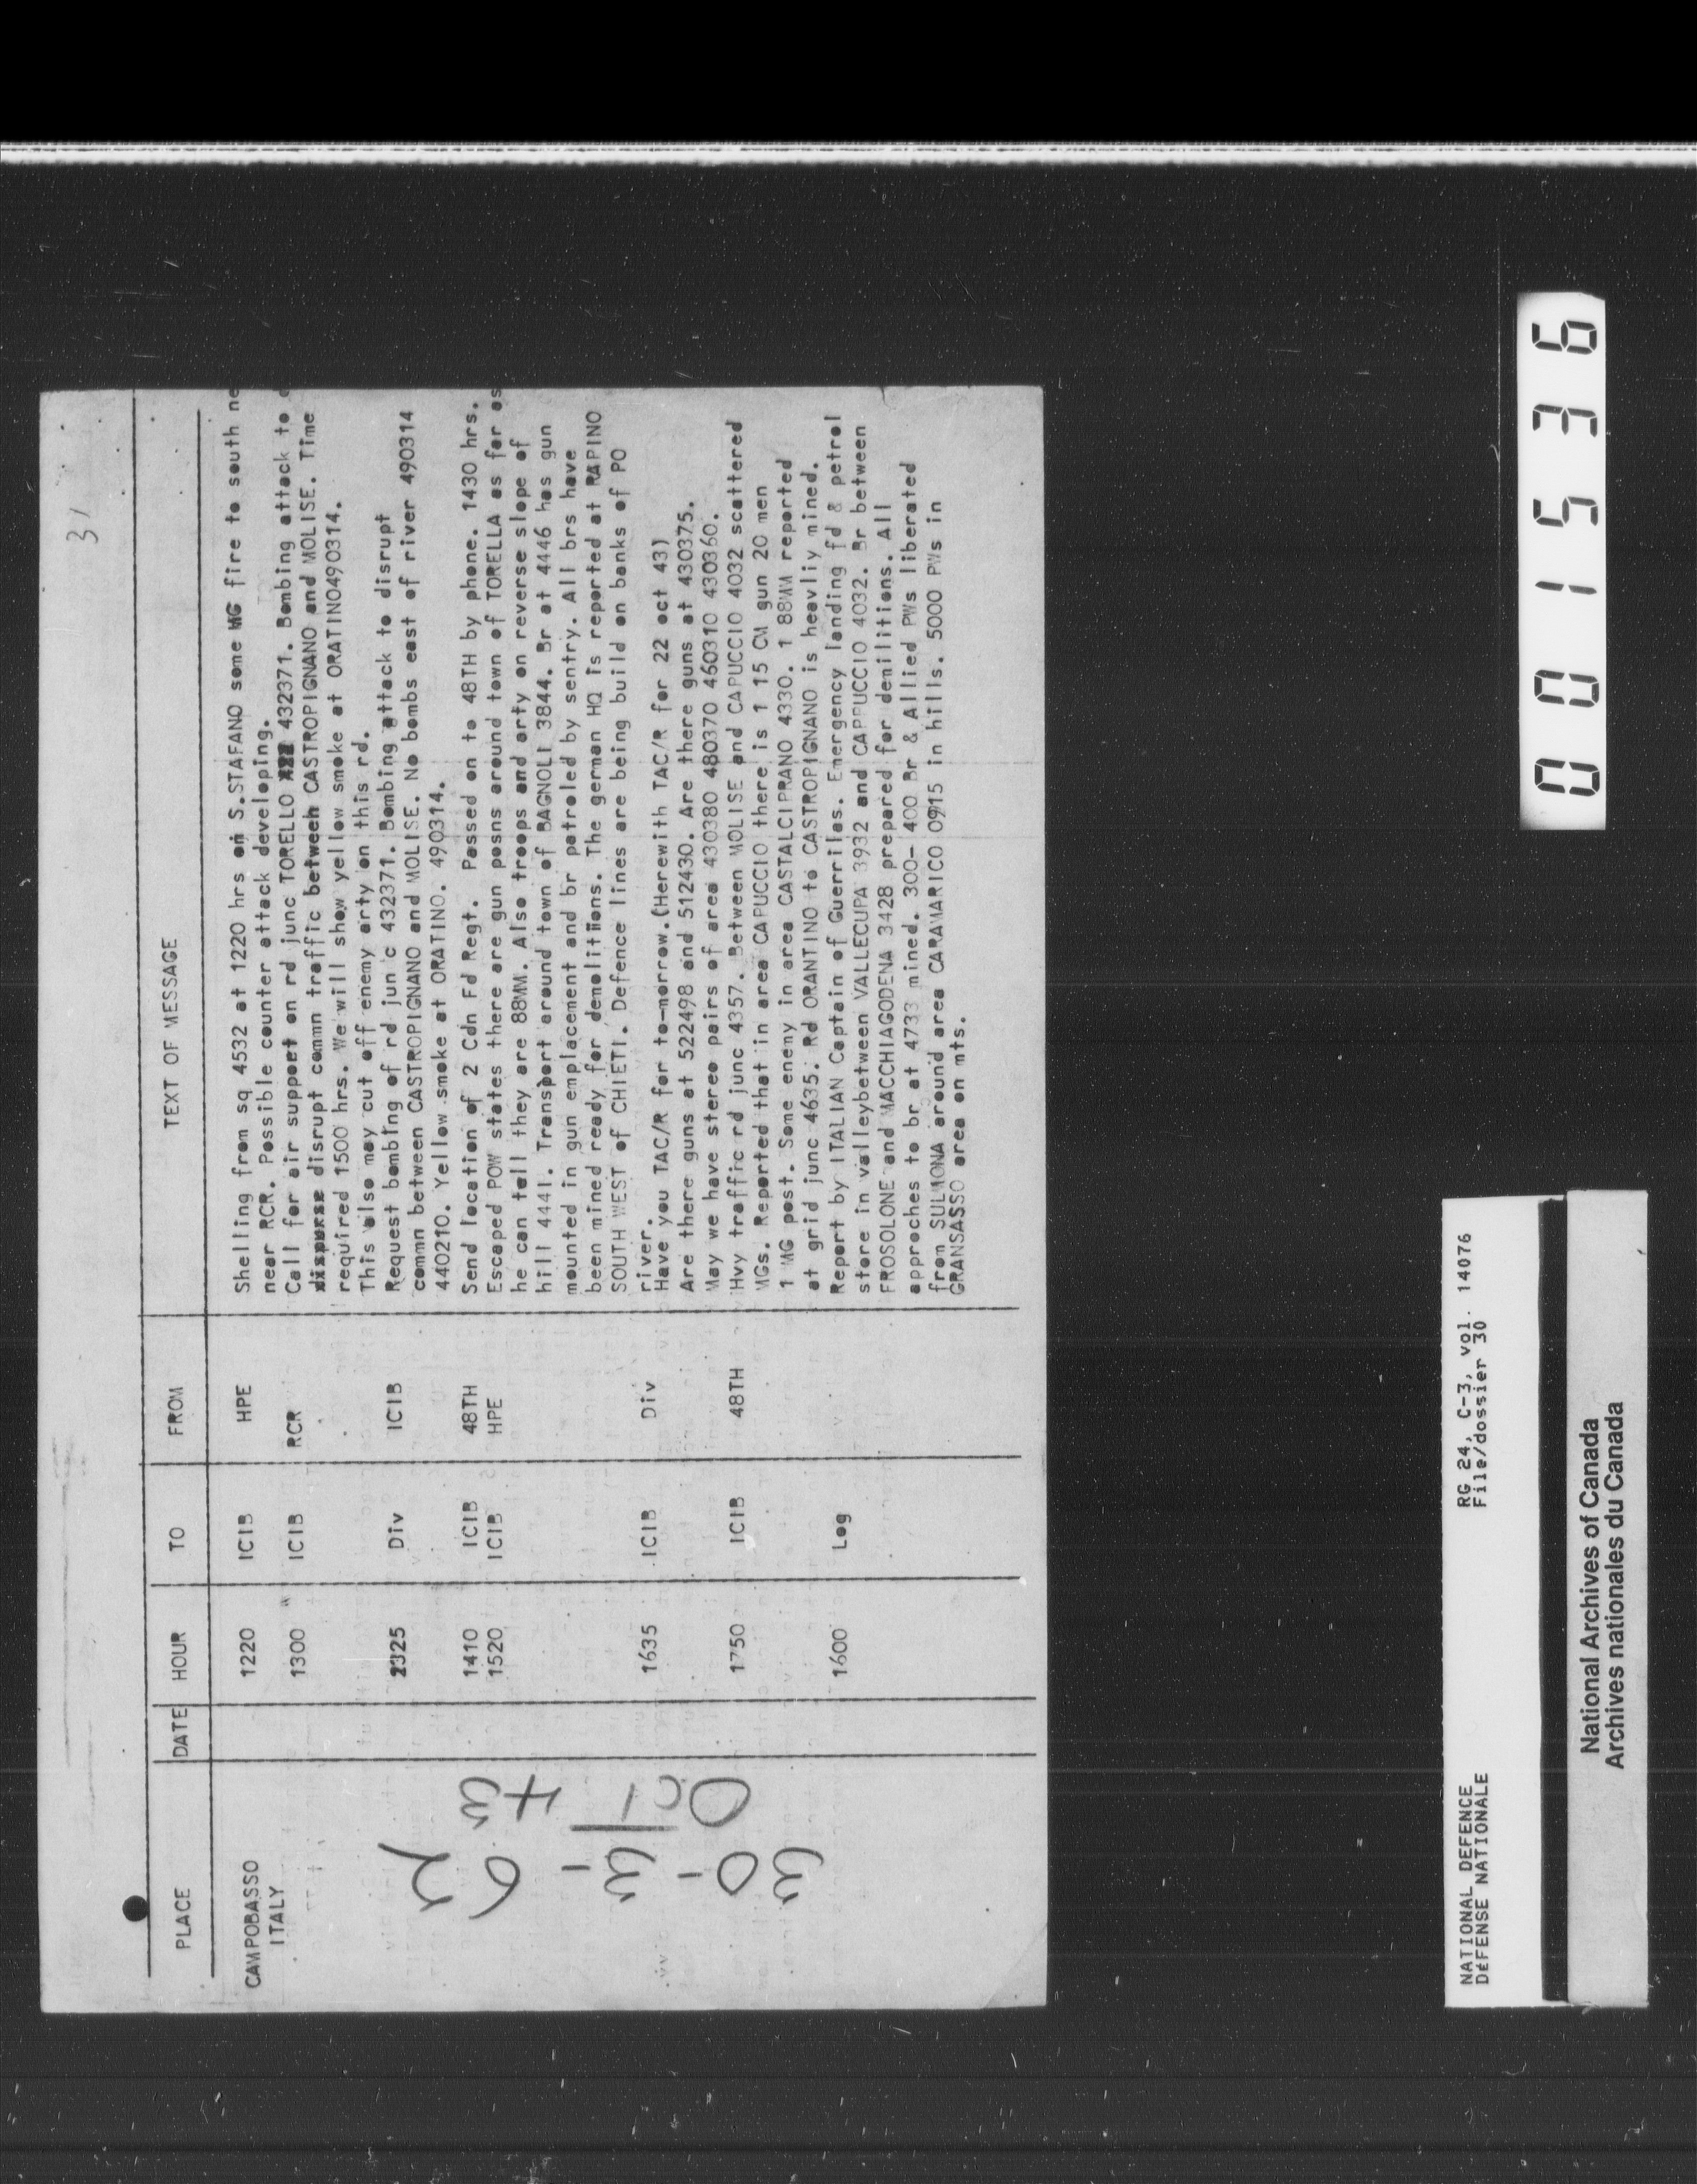 31
PLACE DATE HOUR TO FROM TEXT OF MESSAGE
CAMPOBASSO 1220 ICIB HPE Shelling from sq 4532 at 1220 hrs on S.STAFANO some MG fire to south ne
ITALY near RCR. Possible counter attack developing.
1300 " ICIB RCR Call for air support on rd junc TORELLO 432371. Bombing attack to
disrupt commn traffic between CASTROPIGNANO and MOLISE. Time
required 1500 hrs. We will show yellow smoke at ORATINO490314.
This also may cut off enemy arty on this rd.
2325 Div ICIB Request bombing of rd jun c 432371. Bombing attack to disrupt
commn between CASTROPIGNANO and MOLISE. No bombs east of river 490314
440210. Yellow smoke at ORATINO. 490314.
1410 ICIB 48TH Send location of 2 Cdn Fd Regt. Passed on to 48TH by phone. 1430 hrs.
1520 ICIB HPE Escaped POW states there are gun posns around town of TORELLA as far as
he can tell they are 88MM. Also troops and arty on reverse slope of
hill 4441. Transport around town of BAGNOLI 3844. Br at 4446 has gun
mounted in gun emplacement and br patroled by sentry. All brs have
been mined ready for demolitions. The german HQ is reported at RAPINO
SOUTH WEST of CHIETI. Defence lines are being build on banks of PO
river.
1635 ICIB Div Have you TAC/R for to-morrow.(Herewith TAC/R for 22 oct 43)
Are there guns at 522498 and 512430. Are there guns at 430375.
May we have stereo pairs of area 430380 480370 460310 430360.
1750 ICIB 48TH Hvy traffic rd junc 4357. Between MOLISE and CAPUCCIO 4032 scattered
MGs. Reported that in area CAPUCCIO there is 1 15 CM gun 20 men
1 MG post. Some enemy in area CASTALCIPRANO 4330. 1 88MM reported
at grid junc 4635. Rd ORANTINO to CASTROPIGNANO is heavliy mined.
1600 Log Report by ITALIAN Captain of Guerrilas. Emergency landing fd & petrol
store in valleybetween VALLECUPA 3932 and CAPPUCCIO 4032. Br between
FROSOLONE and MACCHIAGODENA 3428 prepared for demilitions. All
approches to br at 4733 mined. 300- 400 Br & Allied PWs liberated
from SULMONA around area CARAMARICO 0915 in hills. 5000 PWs in
GRANSASSO area on mts.
30-3-62
Oct 43
NATIONAL DEFENCE RG 24, C-3, vol. 14076
DÉFENSE NATIONALE File/dossier 30
National Archives of Canada
Archives nationales du Canada
001536